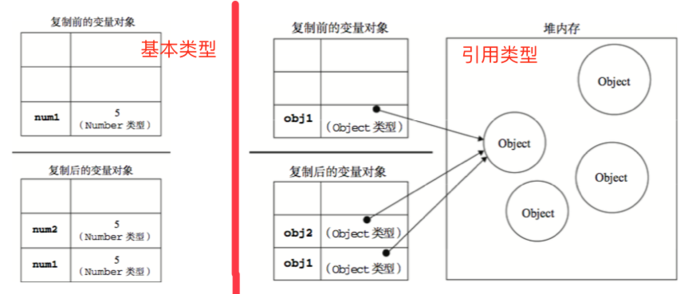 复制前的变量对象
基本类型
num1
5
(Number 类型)
复制后的变量对象
num2
5
(Number 类型)
num1
5
(Number 类型)
复制前的变量对象
obj1
(Object 类型)
复制后的变量对象
obj2
(Object 类型)
obj1
(Object 类型)
堆内存
引用类型
Object
Object
Object
Object